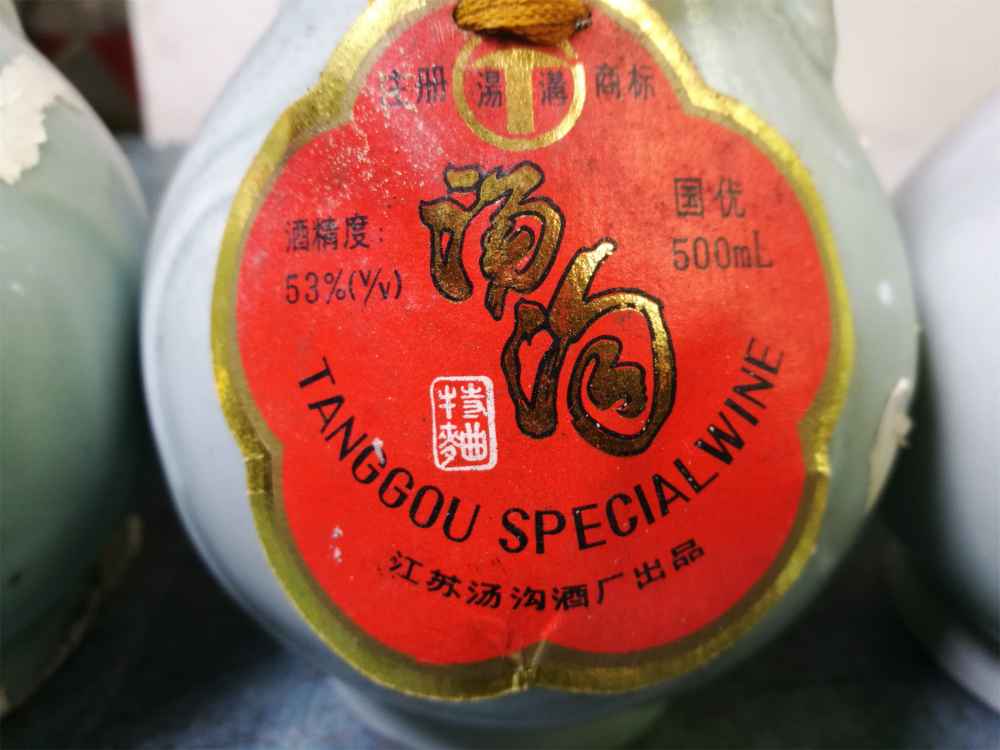 注册 湯 T 溝 商标
酒精度:
53%(V/V)
国优
500mL
湯沟
特麯
TANGGOU SPECIAL WINE
江苏汤沟酒厂出品